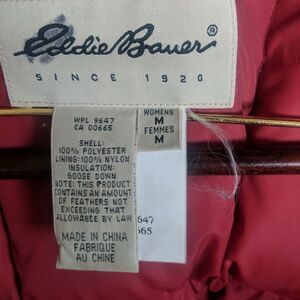 Eddie Bauer®
SINCE 1920
WPL 9647
CA 00665
SHELL:
100% POLYESTER
LINING: 100% NYLON
INSULATION:
GOOSE DOWN
NOTE: THIS PRODUCT
CONTAINS AN AMOUNT
OF FEATHERS NOT
EXCEEDING THAT
ALLOWABLE BY LAW
MADE IN CHINA
FABRIQUE
AU CHINE
WOMENS
M
FEMMES
M
647
665